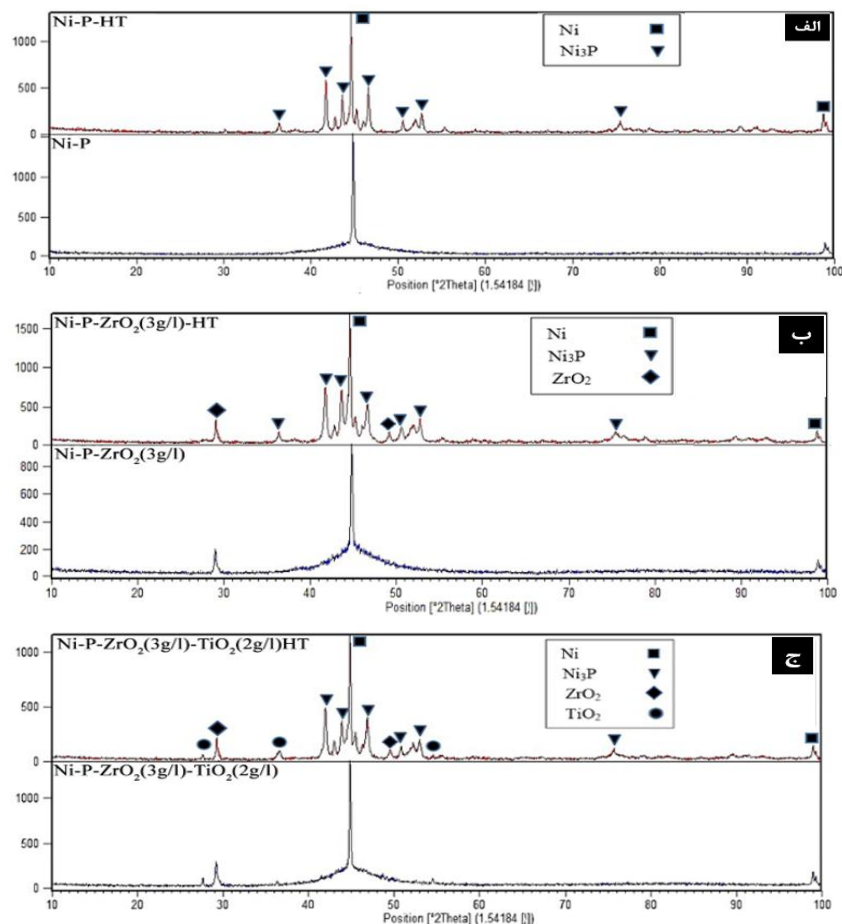 Ni-P-HT
Ni
Ni₃P
الف
1000
500
0
Ni-P
1000
500
0
10 20 30 40 50 60 70 80 90 100
Position [°2Theta] (1.54184 [Å])
Ni-P-ZrO₂(3g/l)-HT
Ni
Ni₃P
ZrO₂
ب
1500
1000
500
0
Ni-P-ZrO₂(3g/l)
800
600
400
200
0
10 20 30 40 50 60 70 80 90 100
Position [°2Theta] (1.54184 [Å])
Ni-P-ZrO₂(3g/l)-TiO₂(2g/l)HT
Ni
Ni₃P
ZrO₂
TiO₂
ج
1000
500
0
Ni-P-ZrO₂(3g/l)-TiO₂(2g/l)
1000
500
0
10 20 30 40 50 60 70 80 90 100
Position [°2Theta] (1.54184 [Å])